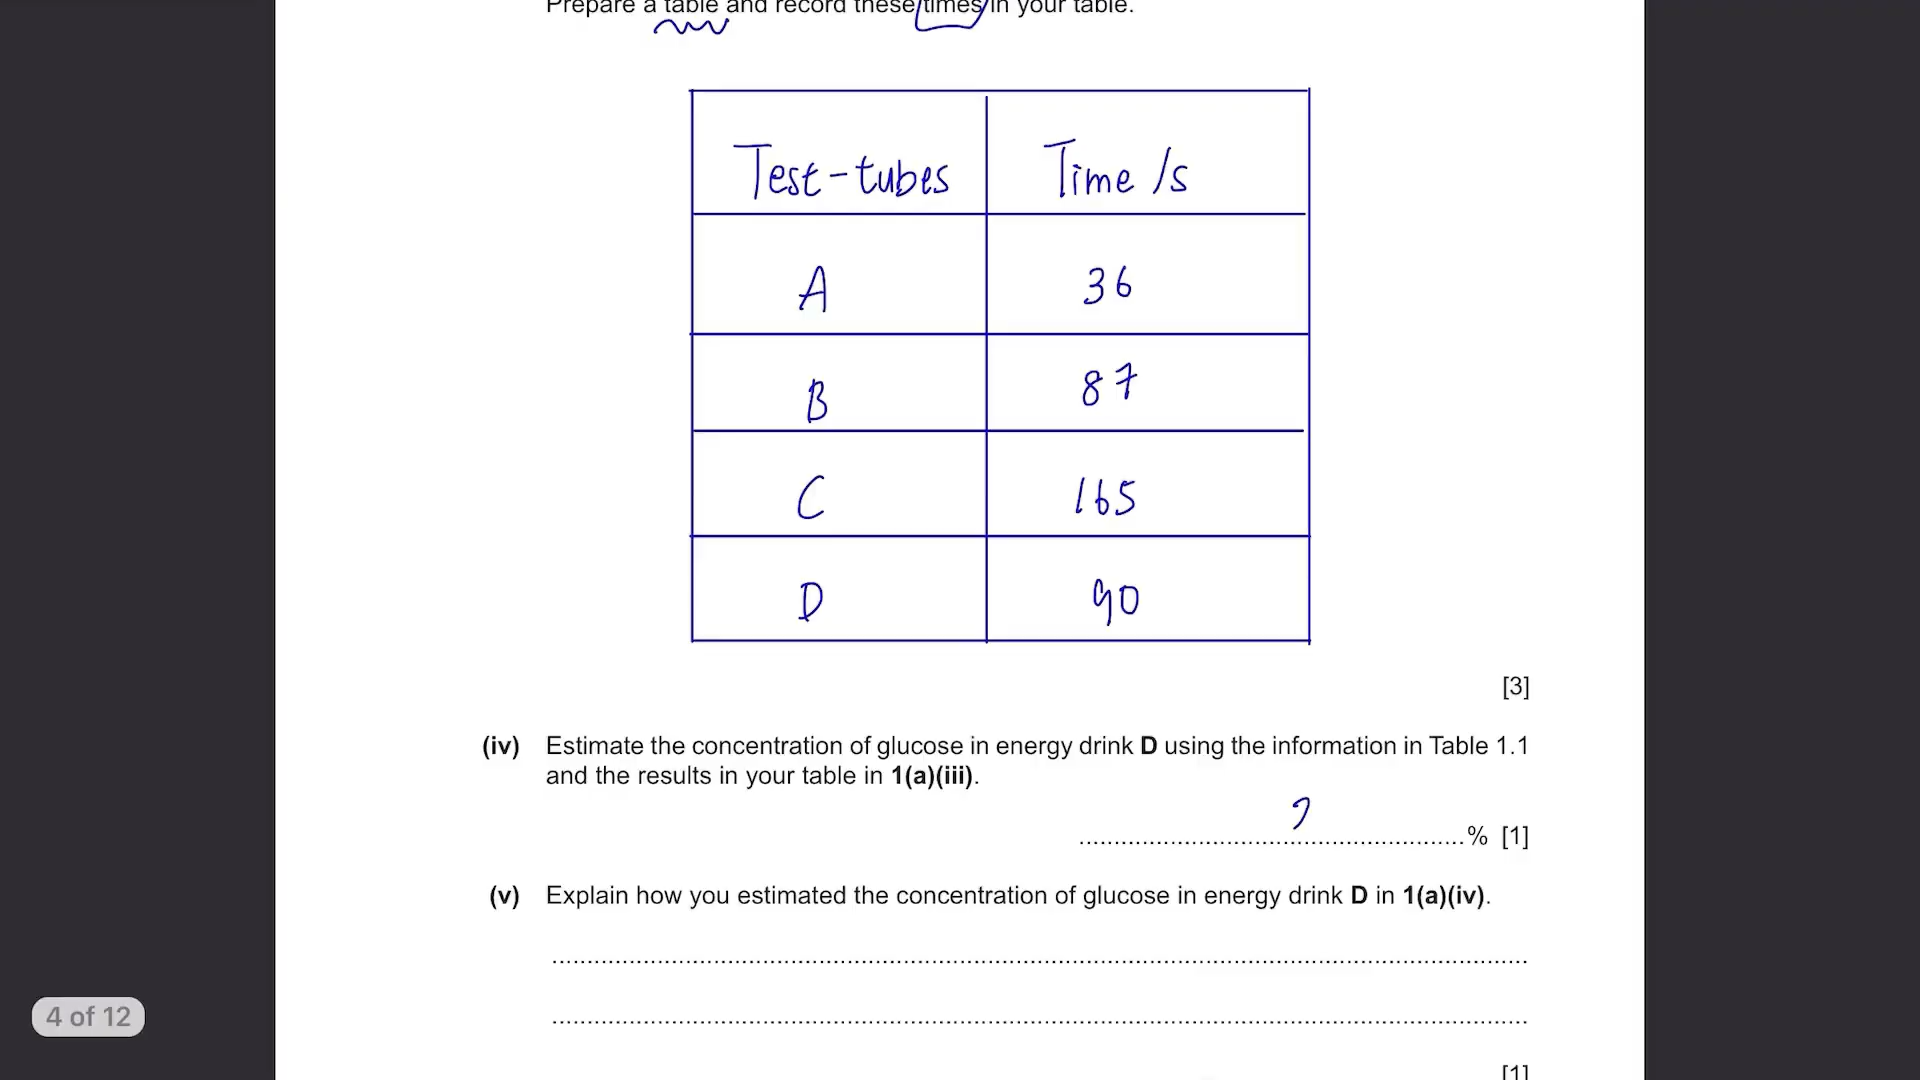 Prepare a table and record these times in your table.
Test-tubes Time /s
A 36
B 87
C 165
D 90
[3]
(iv) Estimate the concentration of glucose in energy drink D using the information in Table 1.1
and the results in your table in 1(a)(iii).
........................................................% [1]
(v) Explain how you estimated the concentration of glucose in energy drink D in 1(a)(iv).
[1]
4 of 12